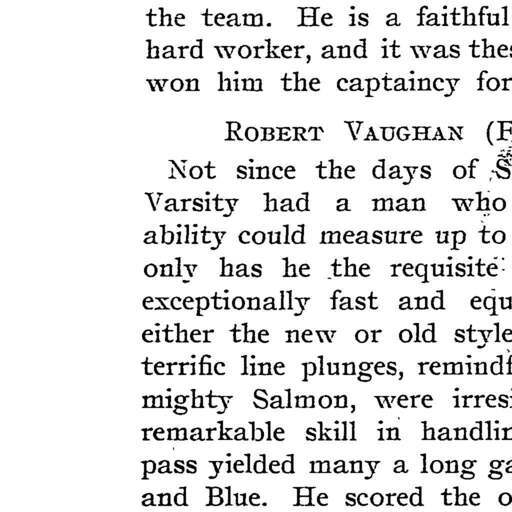 the team. He is a faithful
hard worker, and it was thes
won him the captaincy for
ROBERT VAUGHAN (F
Not since the days of S
Varsity had a man who
ability could measure up to
only has he the requisite
exceptionally fast and equ
either the new or old style
terrific line plunges, remindf
mighty Salmon, were irresi
remarkable skill in handlin
pass yielded many a long ga
and Blue. He scored the o